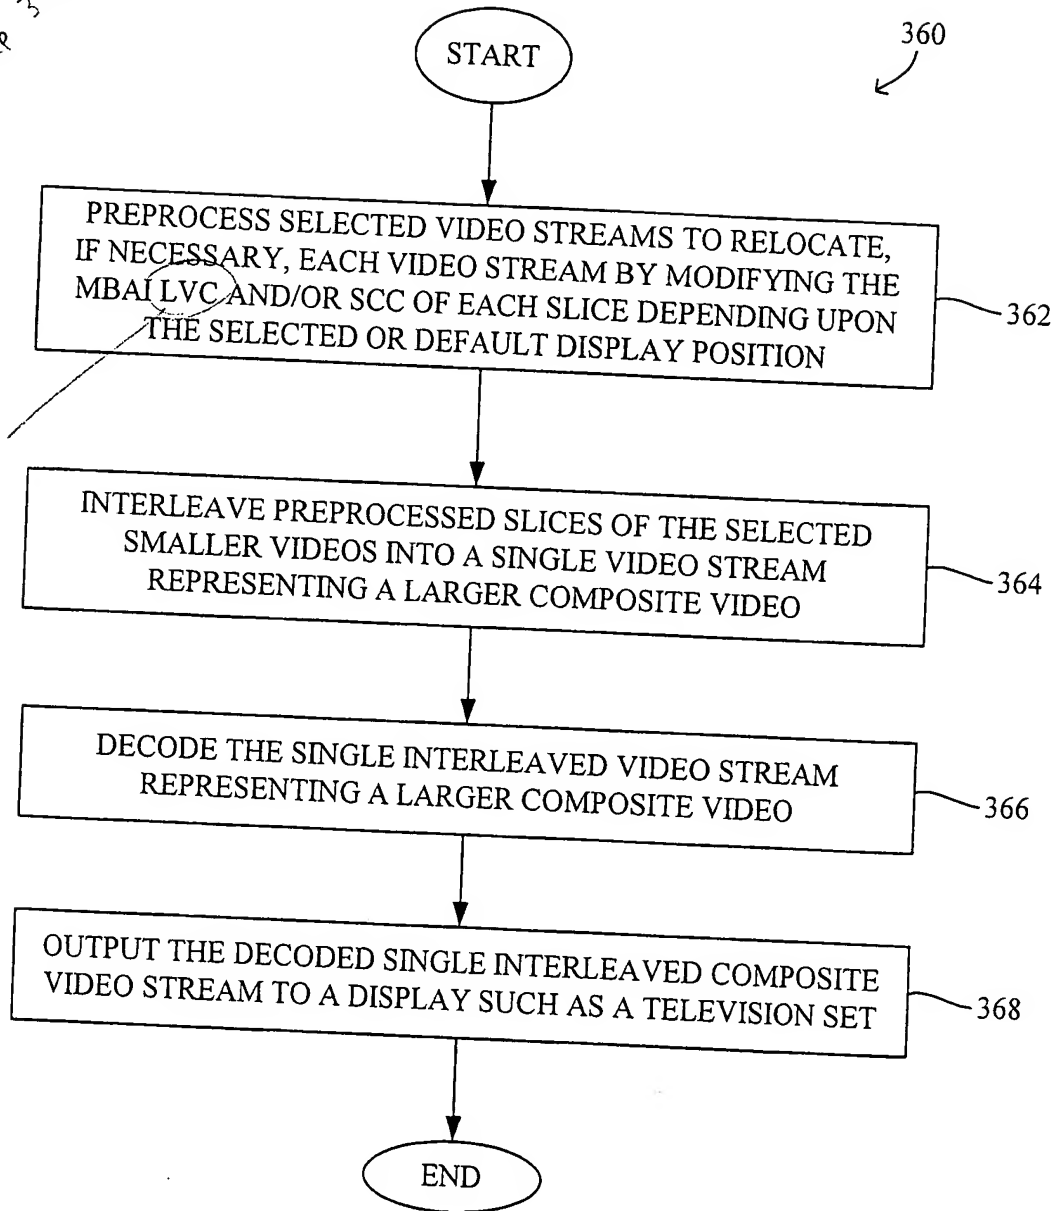 START
360
PREPROCESS SELECTED VIDEO STREAMS TO RELOCATE,
IF NECESSARY, EACH VIDEO STREAM BY MODIFYING THE
MBAI LVC AND/OR SCC OF EACH SLICE DEPENDING UPON
THE SELECTED OR DEFAULT DISPLAY POSITION
362
INTERLEAVE PREPROCESSED SLICES OF THE SELECTED
SMALLER VIDEOS INTO A SINGLE VIDEO STREAM
REPRESENTING A LARGER COMPOSITE VIDEO
364
DECODE THE SINGLE INTERLEAVED VIDEO STREAM
REPRESENTING A LARGER COMPOSITE VIDEO
366
OUTPUT THE DECODED SINGLE INTERLEAVED COMPOSITE
VIDEO STREAM TO A DISPLAY SUCH AS A TELEVISION SET
368
END